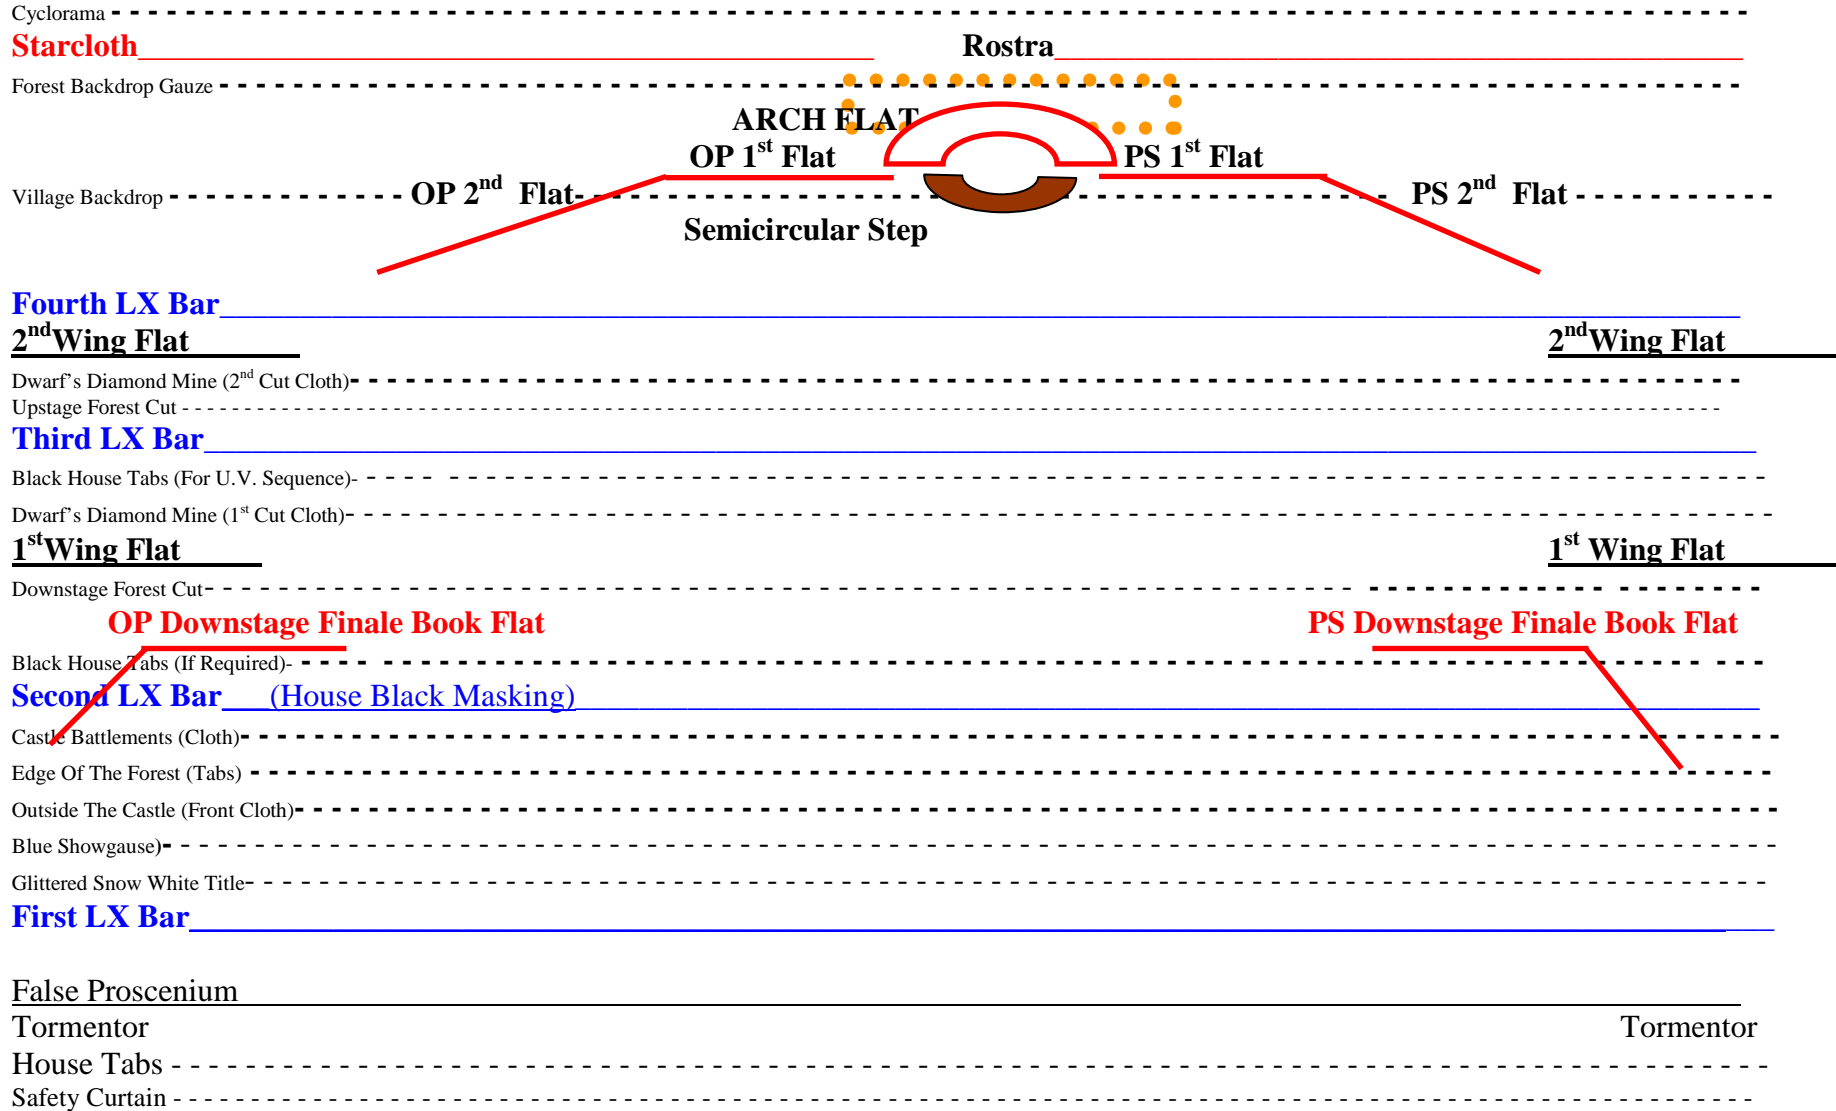 Cyclorama
Starcloth Rostra
Forest Backdrop Gauze
ARCH FLAT
OP 1st Flat PS 1st Flat
Village Backdrop OP 2nd Flat PS 2nd Flat
Semicircular Step
Fourth LX Bar
2ndWing Flat 2ndWing Flat
Dwarf’s Diamond Mine (2nd Cut Cloth)
Upstage Forest Cut
Third LX Bar
Black House Tabs (For U.V. Sequence)
Dwarf’s Diamond Mine (1st Cut Cloth)
1stWing Flat 1st Wing Flat
Downstage Forest Cut
OP Downstage Finale Book Flat PS Downstage Finale Book Flat
Black House Tabs (If Required)
Second LX Bar (House Black Masking)
Castle Battlements (Cloth)
Edge Of The Forest (Tabs)
Outside The Castle (Front Cloth)
Blue Showgause)
Glittered Snow White Title
First LX Bar
False Proscenium
Tormentor Tormentor
House Tabs
Safety Curtain